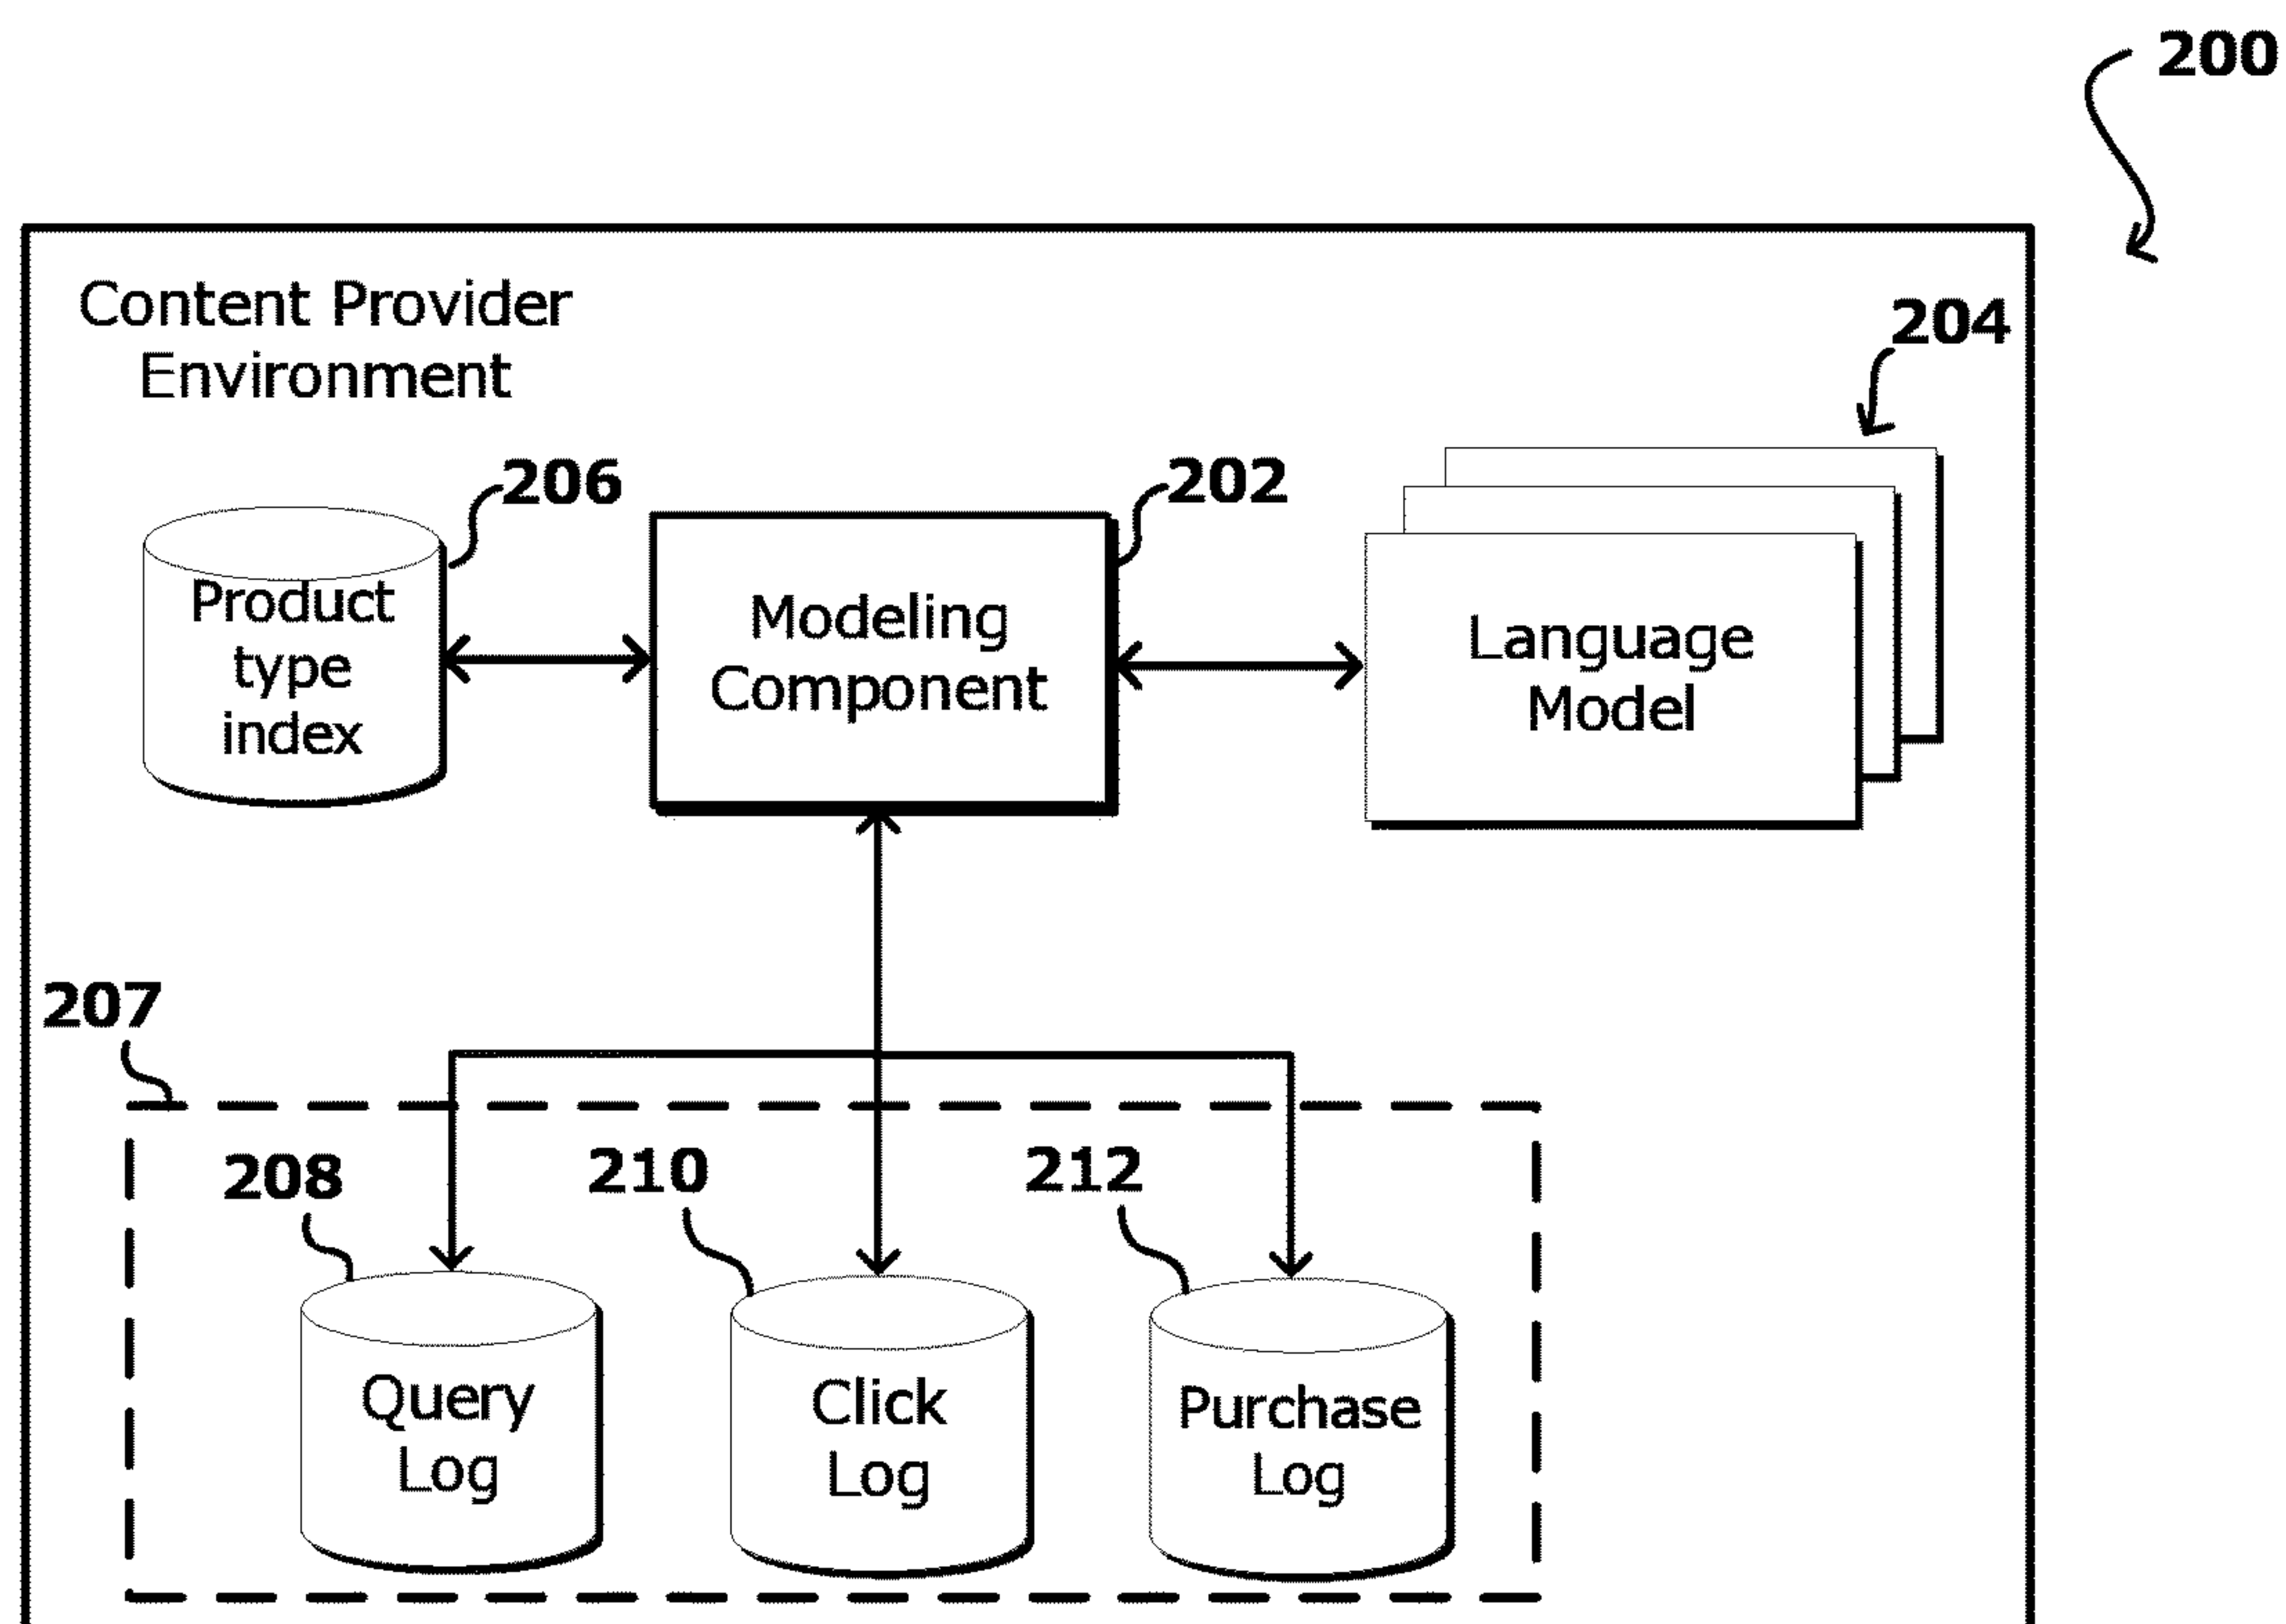 200
Content Provider
Environment
204
206
202
Product
type
index
Modeling
Component
Language
Model
207
208
210
212
Query
Log
Click
Log
Purchase
Log